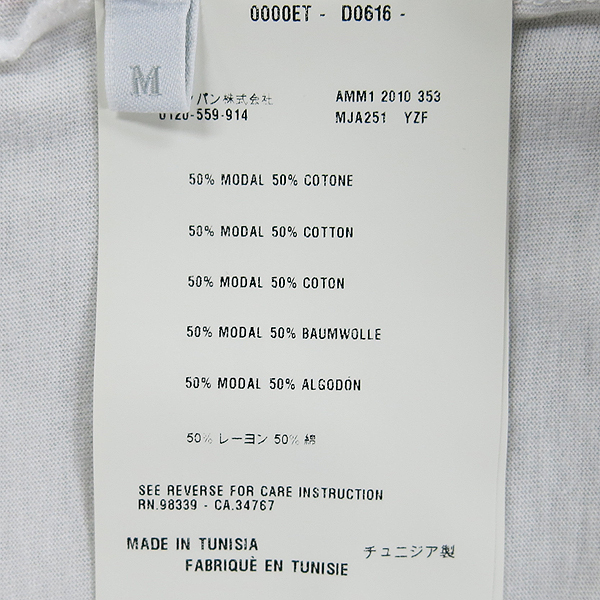 0000ET - D0616 -
M
パン株式会社
0120-559-914
AMM1 2010 353
MJA251 YZF
50% MODAL 50% COTONE
50% MODAL 50% COTTON
50% MODAL 50% COTON
50% MODAL 50% BAUMWOLLE
50% MODAL 50% ALGODÓN
50% レーヨン 50% 綿
SEE REVERSE FOR CARE INSTRUCTION
RN.98339 - CA.34767
MADE IN TUNISIA
FABRIQUÈ EN TUNISIE
チュニジア製